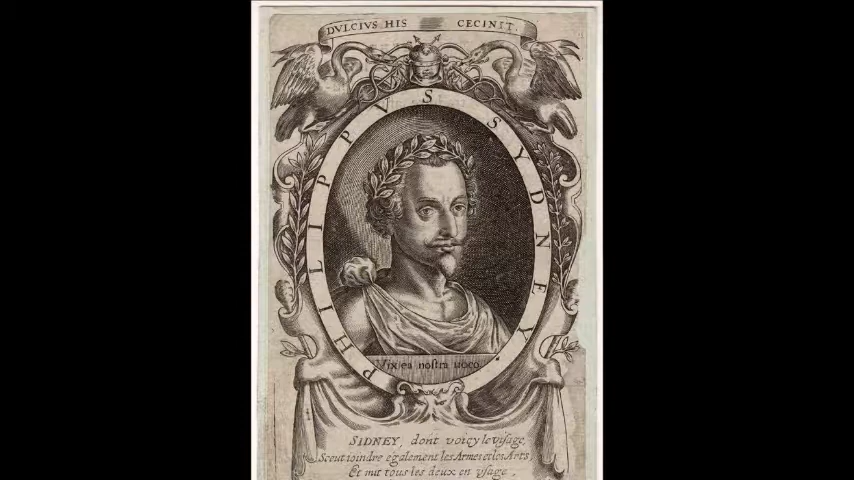 DVLCIVS HIS CECINIT.
PHILIPPVS SYDNEY.
Vix ea nostra uoco
SIDNEY, dont voicy le visage,
Sceut ioindre également les Armes et les Arts,
Et mit tous les deux en vsage.